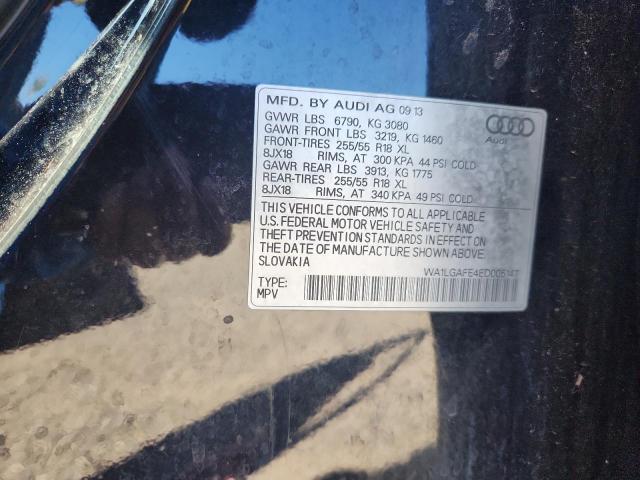 MFD. BY AUDI AG 09 13
GVWR LBS 6790, KG 3080
GAWR FRONT LBS 3219, KG 1460
FRONT-TIRES 255/55 R18 XL
8JX18 RIMS, AT 300 KPA 44 PSI COLD
GAWR REAR LBS 3913, KG 1775
REAR-TIRES 255/55 R18 XL
8JX18 RIMS, AT 340 KPA 49 PSI COLD
Audi
THIS VEHICLE CONFORMS TO ALL APPLICABLE
U.S. FEDERAL MOTOR VEHICLE SAFETY AND
THEFT PREVENTION STANDARDS IN EFFECT ON
THE DATE OF MANUFACTURE SHOWN ABOVE.
SLOVAKIA
TYPE:
MPV